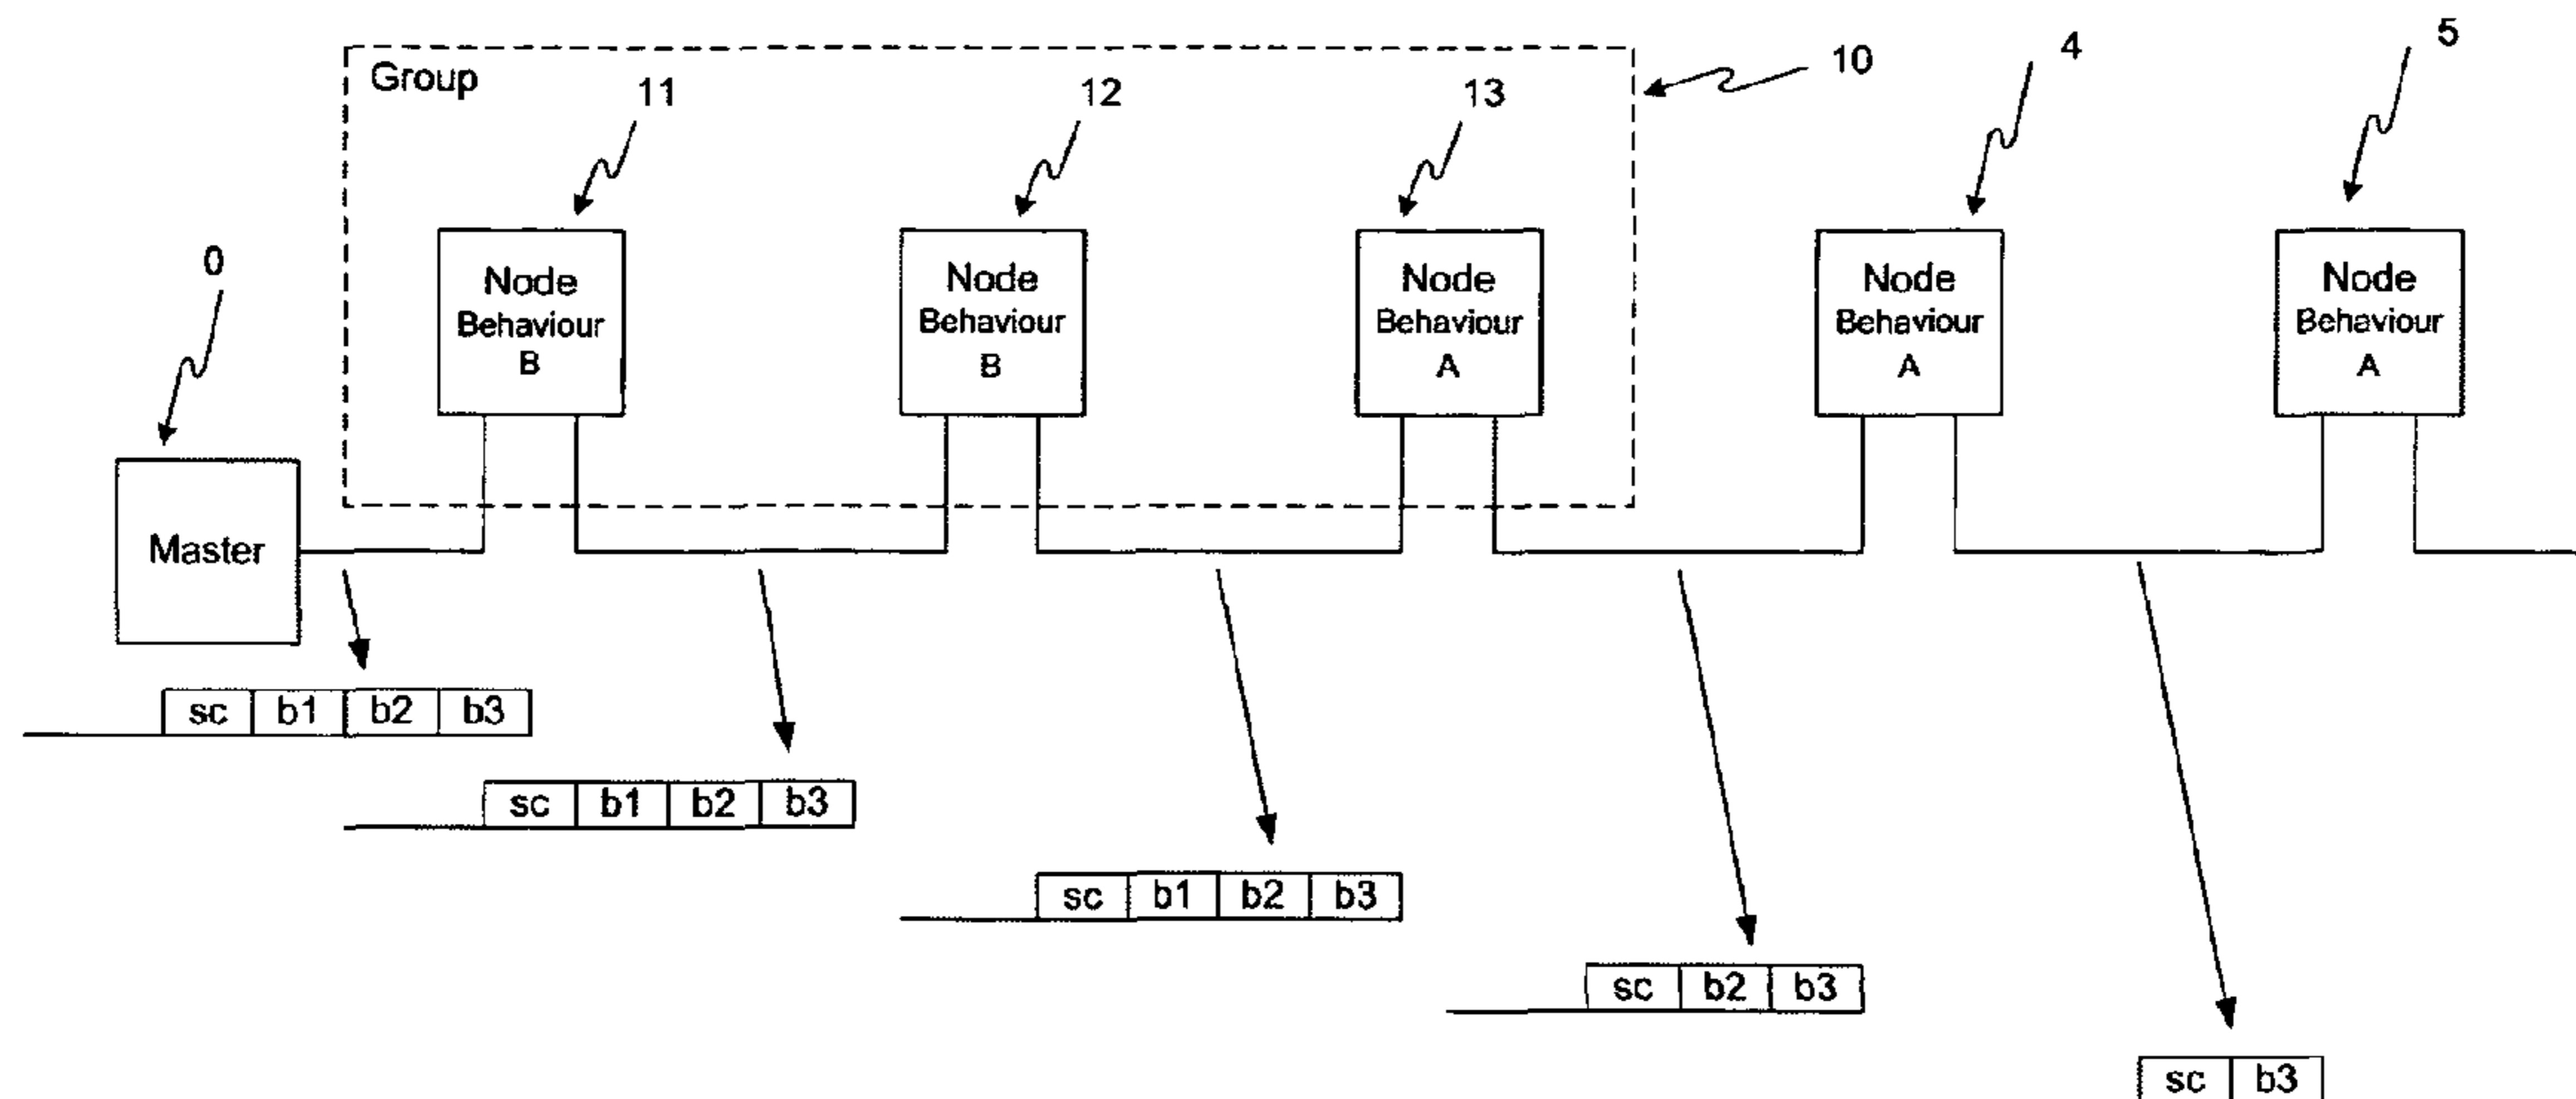 5
4
10
Group
11
12
13
0
Node
Behaviour
B
Node
Behaviour
B
Node
Behaviour
A
Node
Behaviour
A
Node
Behaviour
A
Master
sc b1 b2 b3
sc b1 b2 b3
sc b1 b2 b3
sc b2 b3
sc b3